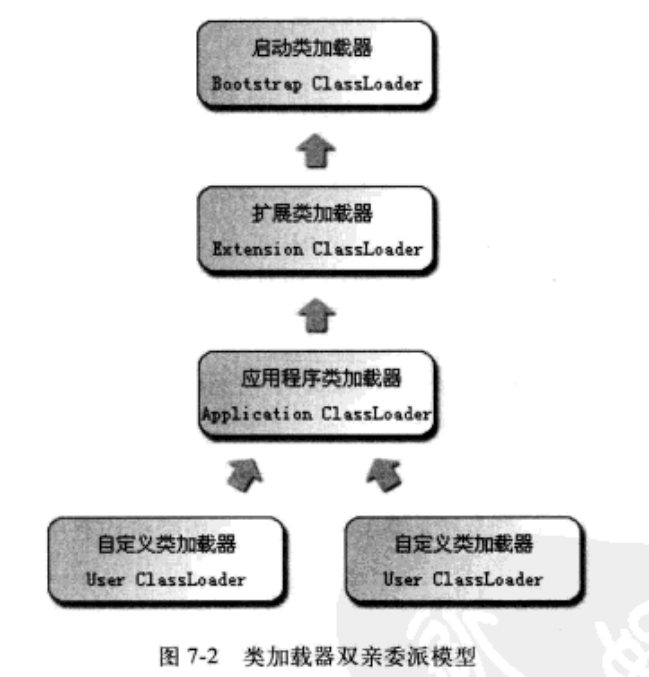 启动类加载器
Bootstrap ClassLoader
扩展类加载器
Extension ClassLoader
应用程序类加载器
Application ClassLoader
自定义类加载器
User ClassLoader
自定义类加载器
User ClassLoader
图 7-2 类加载器双亲委派模型